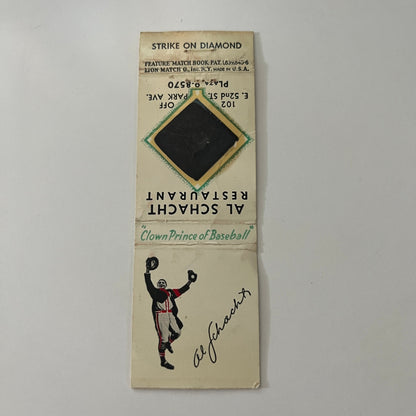 STRIKE ON DIAMOND
FEATURE MATCH BOOK PAT.
LION MATCH Co., INC. N.Y. MADE IN U.S.A.
AL SCHACHT
RESTAURANT
102
E. 52nd ST.
OFF
PARK AVE.
PLAZA 0-8570
"Clown Prince of Baseball"
Al Schacht